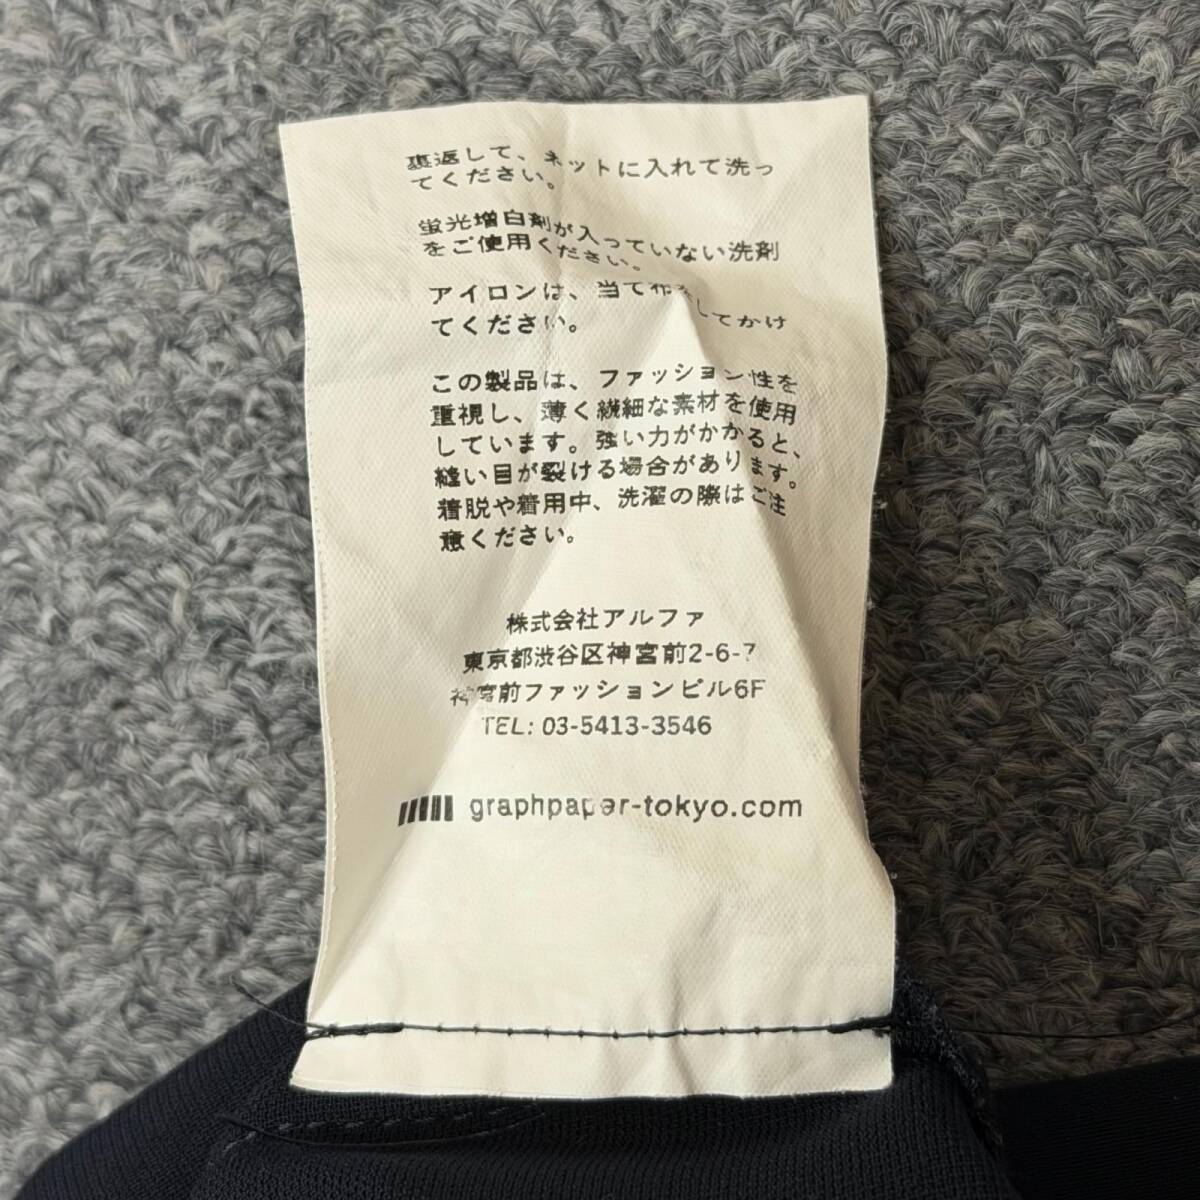 裏返して、ネットに入れて洗っ
てください。
蛍光増白剤が入っていない洗剤
をご使用ください。
アイロンは、当て布をしてかけ
てください。
この製品は、ファッション性を
重視し、薄く繊細な素材を使用
しています。強い力がかかると、
縫い目が裂ける場合があります。
着脱や着用中、洗濯の際はご注
意ください。
株式会社アルファ
東京都渋谷区神宮前2-6-7
神宮前ファッションビル6F
TEL: 03-5413-3546
graphpaper-tokyo.com